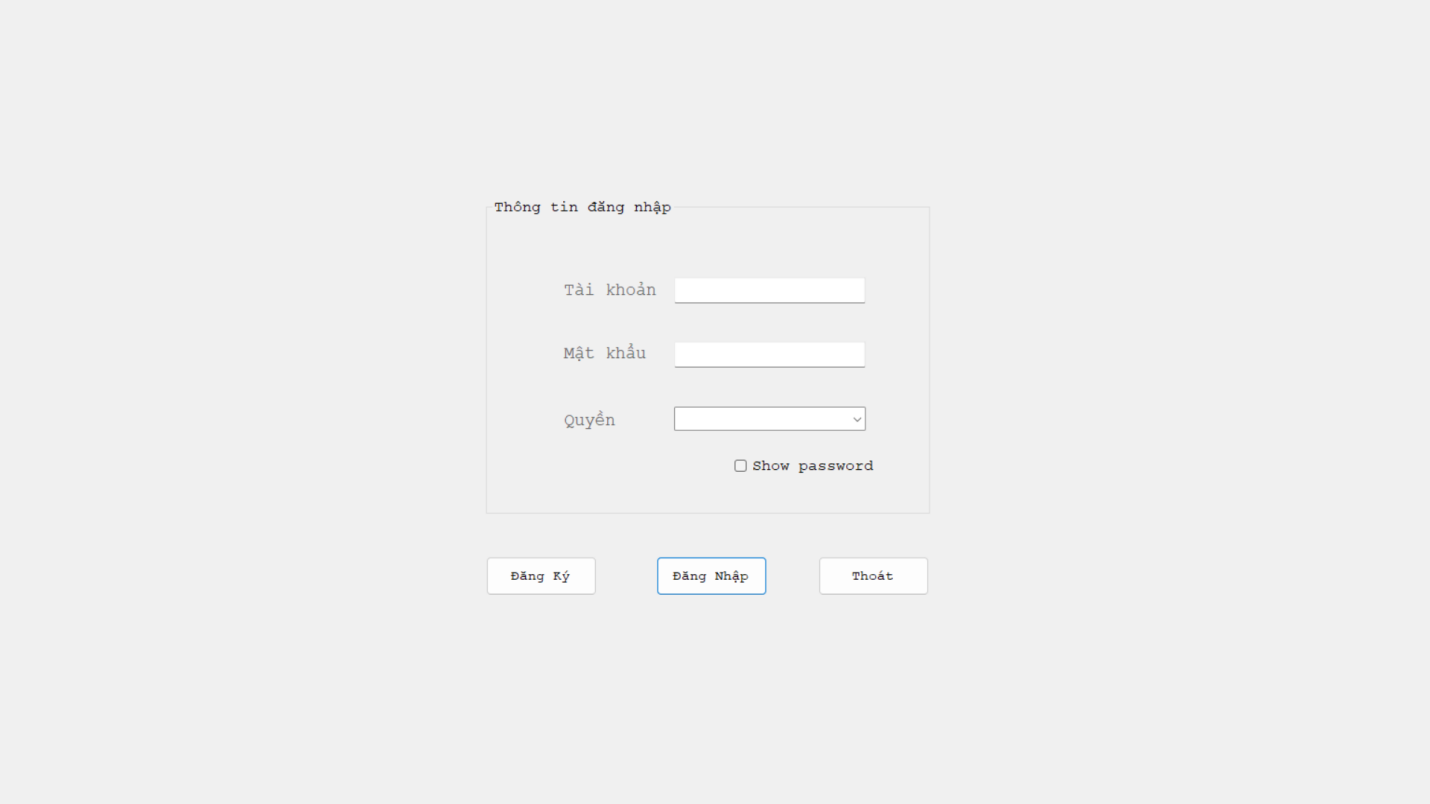 Thông tin đăng nhập
Tài khoản
Mật khẩu
Quyền
Show password
Đăng Ký
Đăng Nhập
Thoát